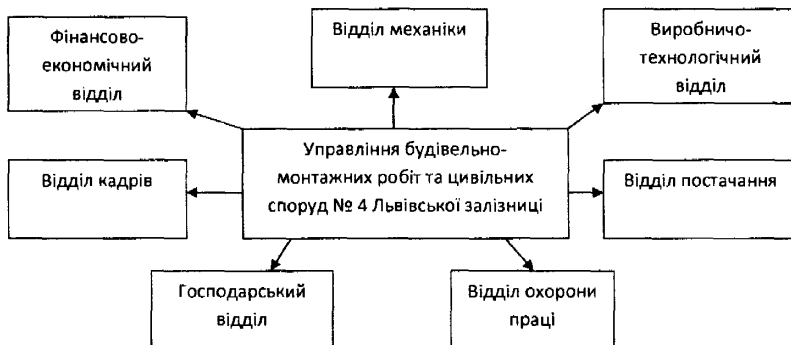 Фінансово-
економічний
відділ
Відділ механіки
Виробничо-
технологічний
відділ
Відділ кадрів
Управління будівельно-
монтажних робіт та цивільних
споруд № 4 Львівської залізниці
Відділ постачання
Господарський
відділ
Відділ охорони
праці